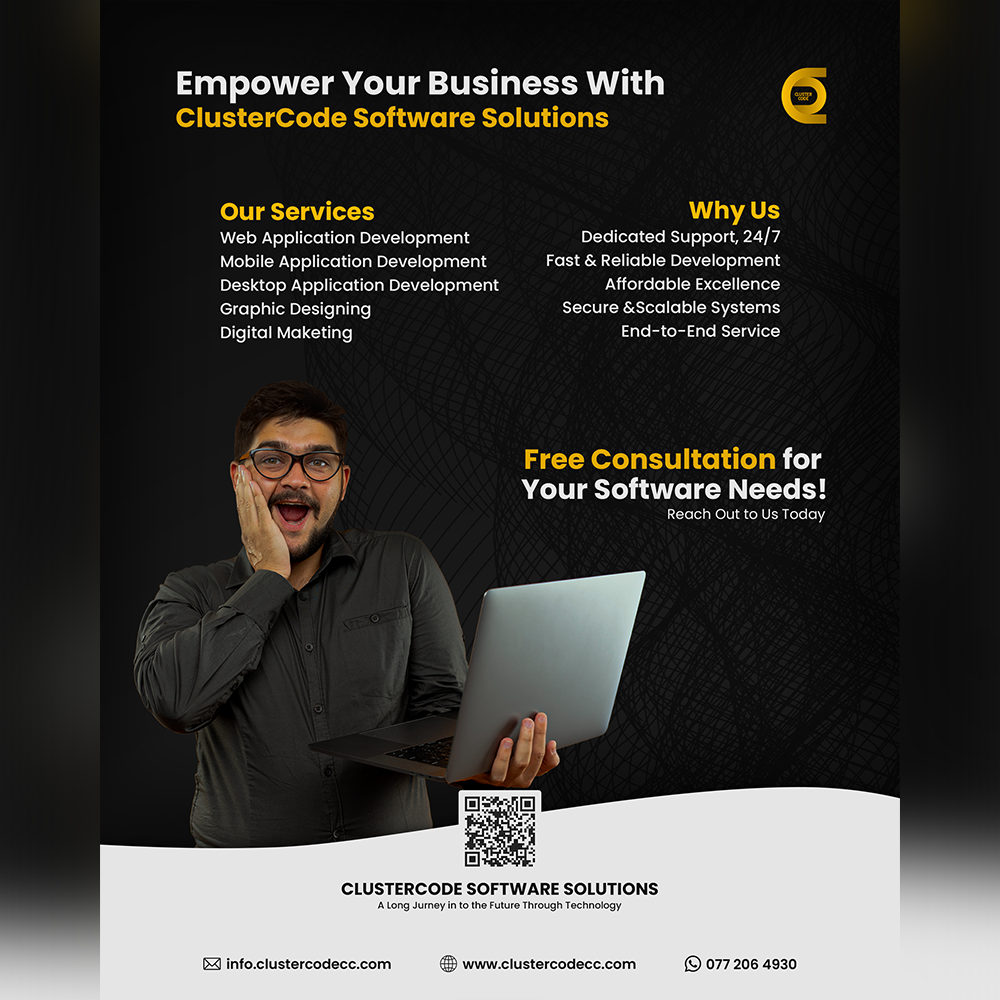 Empower Your Business With
ClusterCode Software Solutions
CLUSTER
CODE
Our Services
Web Application Development
Mobile Application Development
Desktop Application Development
Graphic Designing
Digital Maketing
Why Us
Dedicated Support, 24/7
Fast & Reliable Development
Affordable Excellence
Secure &Scalable Systems
End-to-End Service
Free Consultation for
Your Software Needs!
Reach Out to Us Today
CLUSTERCODE SOFTWARE SOLUTIONS
A Long Jurney in to the Future Through Technology
info.clustercodecc.com
www.clustercodecc.com
077 206 4930